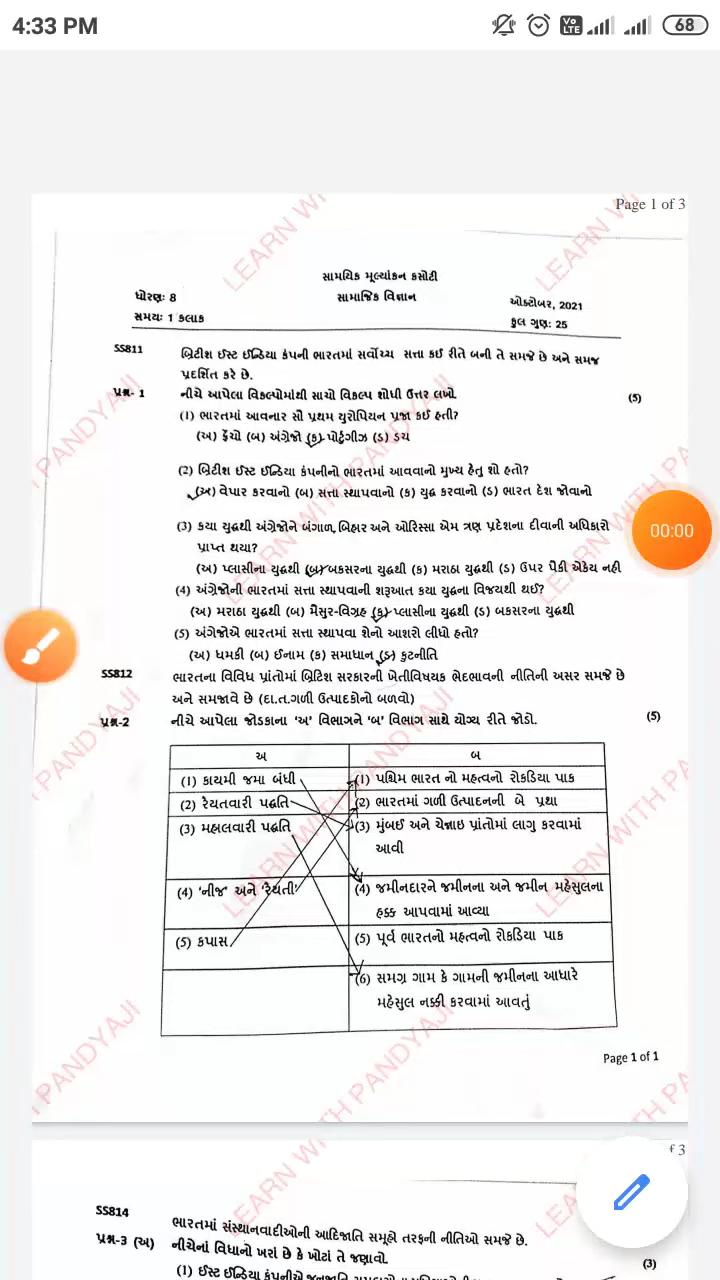 4:33 PM
Vo LTE
68
Page 1 of 3
સામયિક મૂલ્યાંકન કસોટી
ધોરણ: 8
સામાજિક વિજ્ઞાન
ઓક્ટોબર, 2021
સમય: 1 કલાક
કુલ ગુણ: 25
SS811 બ્રિટીશ ઈસ્ટ ઈન્ડિયા કંપની ભારતમાં સર્વોચ્ચ સત્તા કઈ રીતે બની તે સમજે છે અને સમજ
પ્રદર્શિત કરે છે.
પ્રશ્ન- 1 નીચે આપેલા વિકલ્પોમાંથી સાચો વિકલ્પ શોધી ઉત્તર લખો. (5)
(1) ભારતમાં આવનાર સૌ પ્રથમ યુરોપિયન પ્રજા કઈ હતી?
(અ) ફ્રેંચો (બ) અંગ્રેજો (ક) પોર્ટુગીઝ (ડ) ડચ
(2) બ્રિટીશ ઈસ્ટ ઈન્ડિયા કંપનીનો ભારતમાં આવવાનો મુખ્ય હેતુ શો હતો?
(અ) વેપાર કરવાનો (બ) સત્તા સ્થાપવાનો (ક) યુદ્ધ કરવાનો (ડ) ભારત દેશ જોવાનો
(3) કયા યુદ્ધથી અંગ્રેજોને બંગાળ, બિહાર અને ઓરિસ્સા એમ ત્રણ પ્રદેશના દીવાની અધિકારો
00:00
પ્રાપ્ત થયા?
(અ) પ્લાસીના યુદ્ધથી (બ) બકસરના યુદ્ધથી (ક) મરાઠા યુદ્ધથી (ડ) ઉપર પૈકી એકેય નહી
(4) અંગ્રેજોની ભારતમાં સત્તા સ્થાપવાની શરૂઆત કયા યુદ્ધના વિજયથી થઈ?
(અ) મરાઠા યુદ્ધથી (બ) મૈસુર-વિગ્રહ (ક) પ્લાસીના યુદ્ધથી (ડ) બકસરના યુદ્ધથી
(5) અંગ્રેજોએ ભારતમાં સત્તા સ્થાપવા શેનો આશરો લીધો હતો?
(અ) ધમકી (બ) ઈનામ (ક) સમાધાન (ડ) કુટનીતિ
SS812 ભારતના વિવિધ પ્રાંતોમાં બ્રિટિશ સરકારની ખેતીવિષયક ભેદભાવની નીતિની અસર સમજે છે
અને સમજાવે છે (દા.ત.ગળી ઉત્પાદકોનો બળવો)
પ્રશ્ન-2 નીચે આપેલા જોડકાના 'અ' વિભાગને 'બ' વિભાગ સાથે યોગ્ય રીતે જોડો. (5)
અ બ
(1) કાયમી જમા બંધી (1) પશ્ચિમ ભારત નો મહત્વનો રોકડિયા પાક
(2) રૈયતવારી પદ્ધતિ (2) ભારતમાં ગળી ઉત્પાદનની બે પ્રથા
(3) મહાલવારી પદ્ધતિ (3) મુંબઈ અને ચેન્નાઇ પ્રાંતોમાં લાગુ કરવામાં
આવી
(4) 'નીજ' અને 'રૈયતી' (4) જમીનદારને જમીનના અને જમીન મહેસુલના
હક્ક આપવામાં આવ્યા
(5) કપાસ (5) પૂર્વ ભારતનો મહત્વનો રોકડિયા પાક
(6) સમગ્ર ગામ કે ગામની જમીનના આધારે
મહેસુલ નક્કી કરવામાં આવતું
Page 1 of 1
LEARN WITH PANDYAJI
f 3
SS814 ભારતમાં સંસ્થાનવાદીઓની આદિજાતિ સમૂહો તરફની નીતિઓ સમજે છે.
પ્રશ્ન-3 (અ) નીચેનાં વિધાનો ખરાં છે કે ખોટાં તે જણાવો. (3)
(1) ઈસ્ટ ઈન્ડિયા કંપનીએ